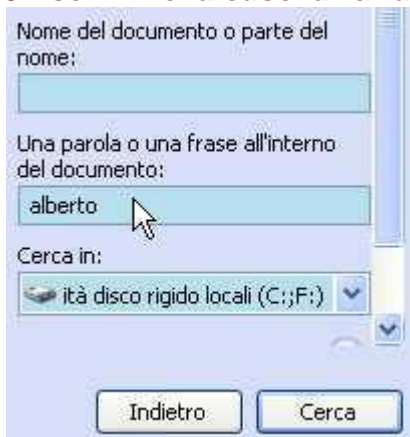 Nome del documento o parte del
nome:
Una parola o una frase all'interno
del documento:
alberto
Cerca in:
ità disco rigido locali (C:;F:)
Indietro
Cerca